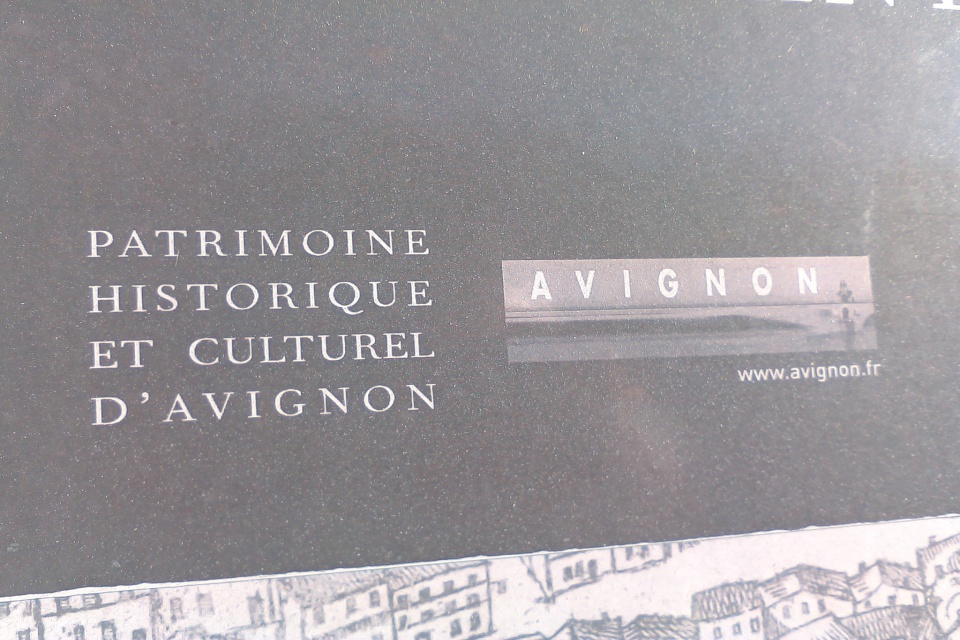 PATRIMOINE
HISTORIQUE
ET CULTUREL
D'AVIGNON
AVIGNON
www.avignon.fr